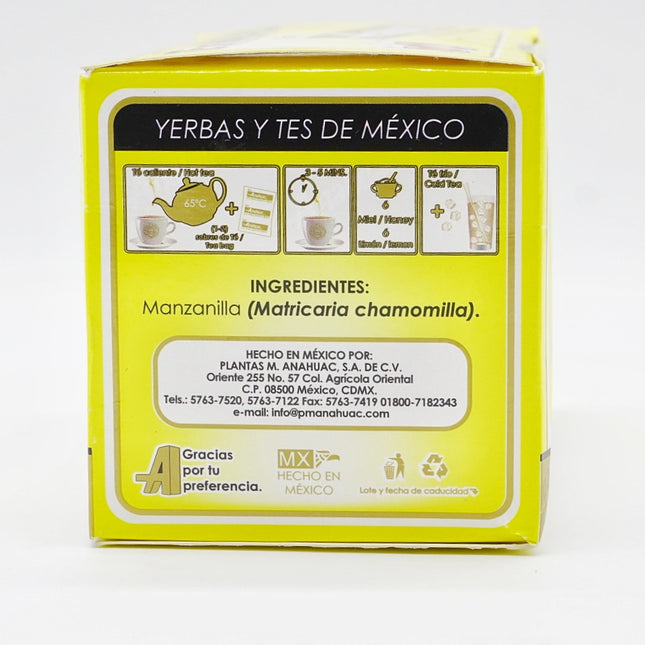 YERBAS Y TES DE MÉXICO
Té caliente / Hot tea
65°C
+
(1-2)
sobres de Té /
Tea bag
3 - 5 MINS.
6
Miel / Honey
6
Limón / lemon
Té frío /
Cold Tea
+
INGREDIENTES:
Manzanilla (Matricaria chamomilla).
HECHO EN MÉXICO POR:
PLANTAS M. ANAHUAC, S.A. DE C.V.
Oriente 255 No. 57 Col. Agrícola Oriental
C.P. 08500 México, CDMX.
Tels.: 5763-7520, 5763-7122 Fax: 5763-7419 01800-7182343
e-mail: info@pmanahuac.com
A
Gracias
por tu
preferencia.
MX
HECHO EN
MÉXICO
Lote y fecha de caducidad